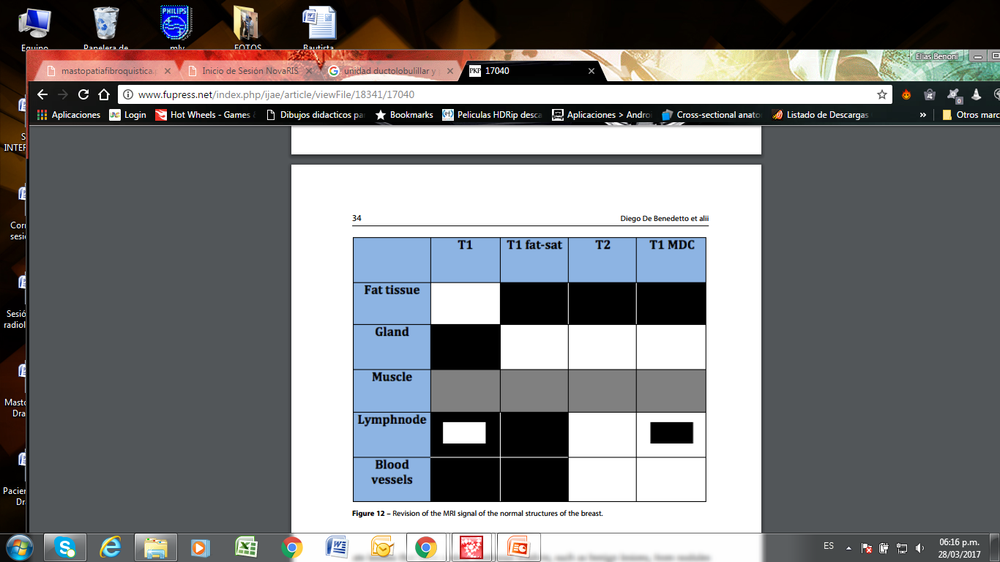 PHILIPS
Equipo
Papelera de
mlv
FOTOS
Bautista
Elias Benoni
mastopatiafibroquistica.
Inicio de Sesión NovaRIS
unidad ductolobulillar y
PKP 17040
www.fupress.net/index.php/ijae/article/viewFile/18341/17040
0
Aplicaciones
Login
Hot Wheels - Games
Dibujos didacticos pa
Bookmarks
Peliculas HDRip desca
Aplicaciones > Andro
Cross-sectional anato
Listado de Descargas
»
Otros marc
S
INTER
Cor
sesi
Sesió
radiol
Masto
Dra
Pacier
Dr
34
Diego De Benedetto et alii
T1
T1 fat-sat
T2
T1 MDC
Fat tissue
Gland
Muscle
Lymphnode
Blood
vessels
Figure 12 – Revision of the MRI signal of the normal structures of the breast.
ES
06:16 p.m.
28/03/2017